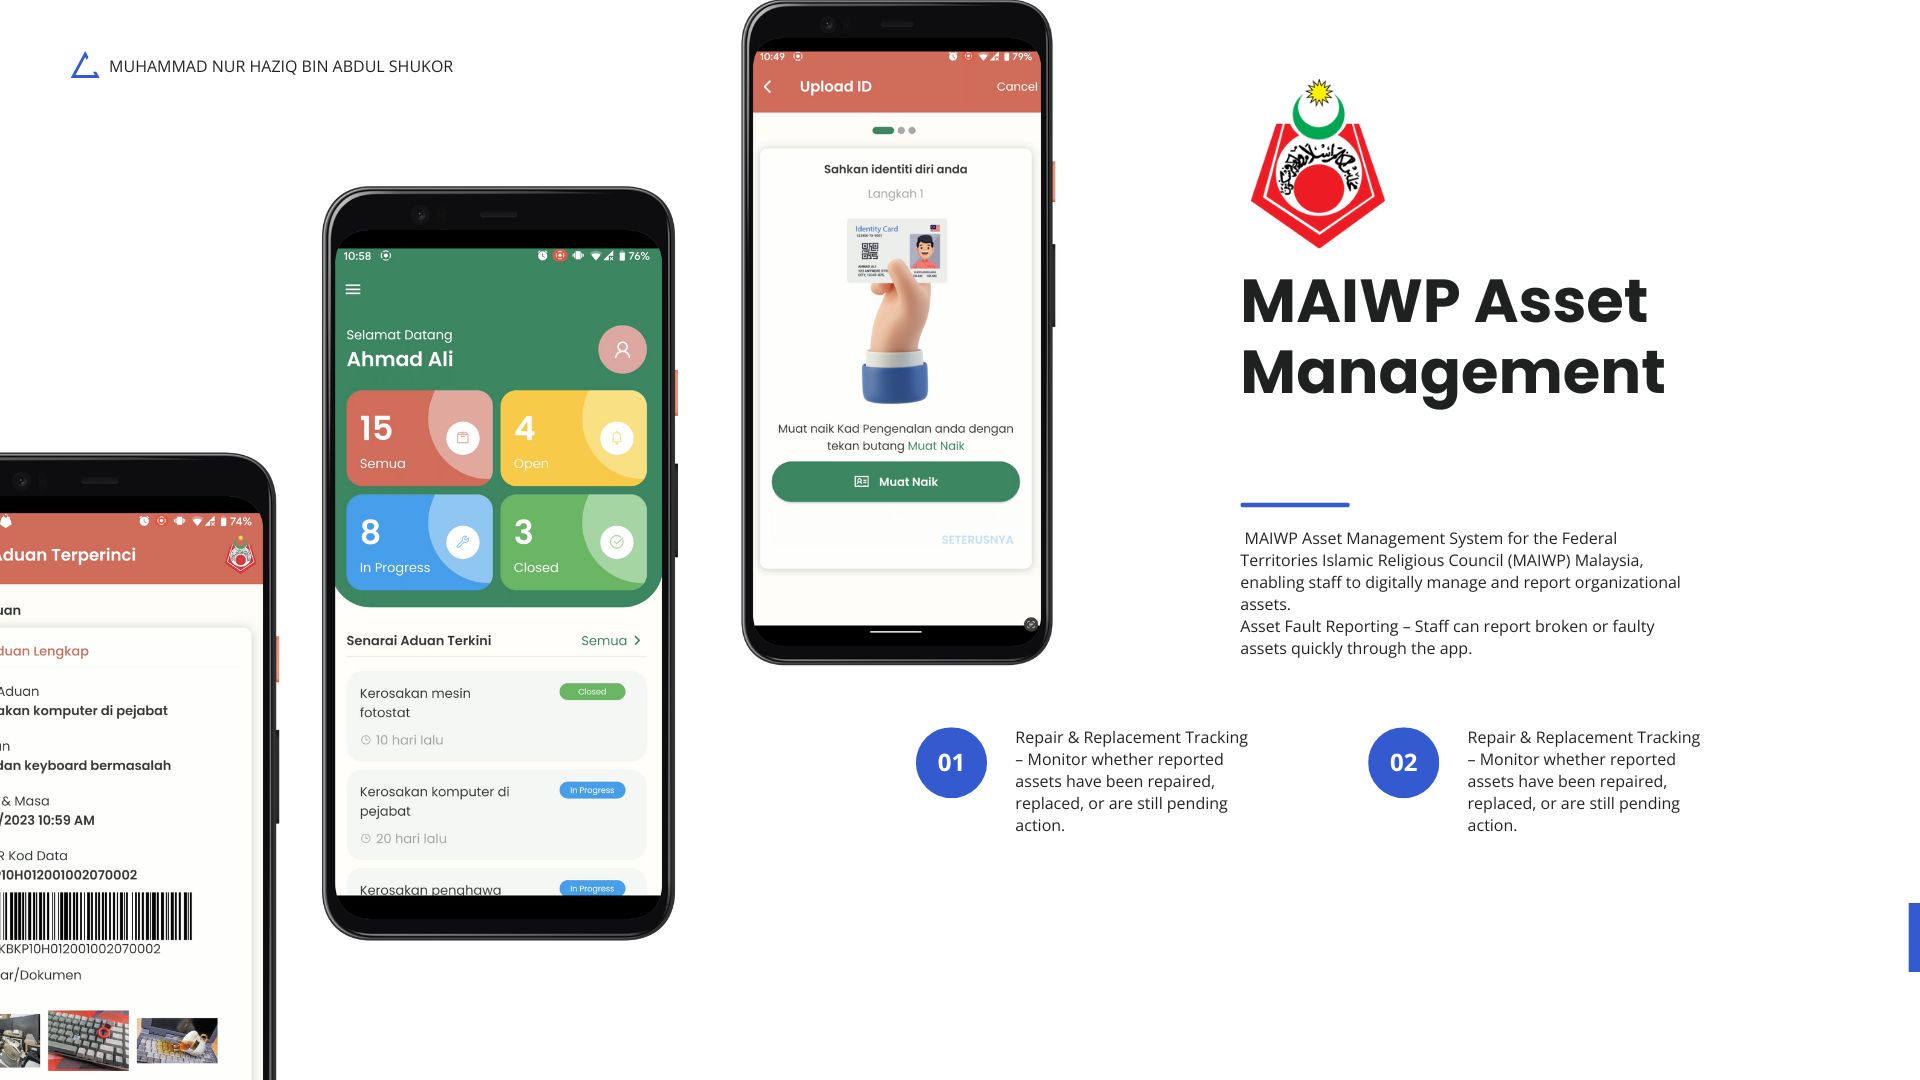 MUHAMMAD NUR HAZIQ BIN ABDUL SHUKOR
74%
Aduan Terperinci
uan
duan Lengkap
Aduan
akan komputer di pejabat
n
dan keyboard bermasalah
& Masa
/2023 10:59 AM
R Kod Data
10H012001002070002
KBKP10H012001002070002
ar/Dokumen
10:58
76%
Selamat Datang
Ahmad Ali
15
Semua
4
Open
8
In Progress
3
Closed
Senarai Aduan Terkini
Semua
Kerosakan mesin
fotostat
Closed
10 hari lalu
Kerosakan komputer di
pejabat
In Progress
20 hari lalu
Kerosakan penghawa
In Progress
10:49
79%
Upload ID
Cancel
Sahkan identiti diri anda
Langkah 1
Identity Card
Muat naik Kad Pengenalan anda dengan
tekan butang Muat Naik
Muat Naik
SETERUSNYA
MAIWP Asset
Management
MAIWP Asset Management System for the Federal
Territories Islamic Religious Council (MAIWP) Malaysia,
enabling staff to digitally manage and report organizational
assets.
Asset Fault Reporting – Staff can report broken or faulty
assets quickly through the app.
01
Repair & Replacement Tracking
– Monitor whether reported
assets have been repaired,
replaced, or are still pending
action.
02
Repair & Replacement Tracking
– Monitor whether reported
assets have been repaired,
replaced, or are still pending
action.